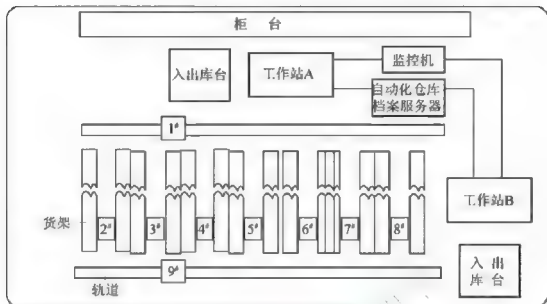 柜 台
入出库台
工作站A
监控机
自动化仓库
档案服务器
1#
工作站B
货架
2#
3#
4#
5#
6#
7#
8#
9#
轨道
入 出
库 台